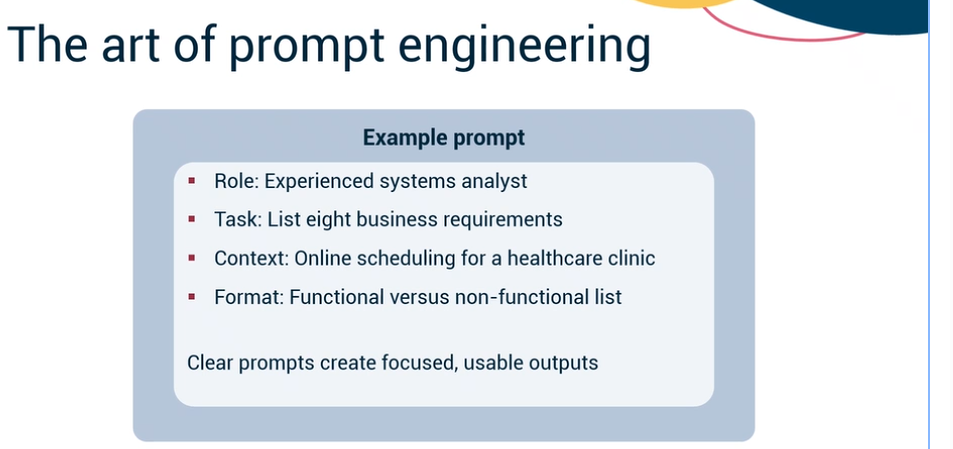 The art of prompt engineering
Example prompt
▪ Role: Experienced systems analyst
▪ Task: List eight business requirements
▪ Context: Online scheduling for a healthcare clinic
▪ Format: Functional versus non-functional list
Clear prompts create focused, usable outputs